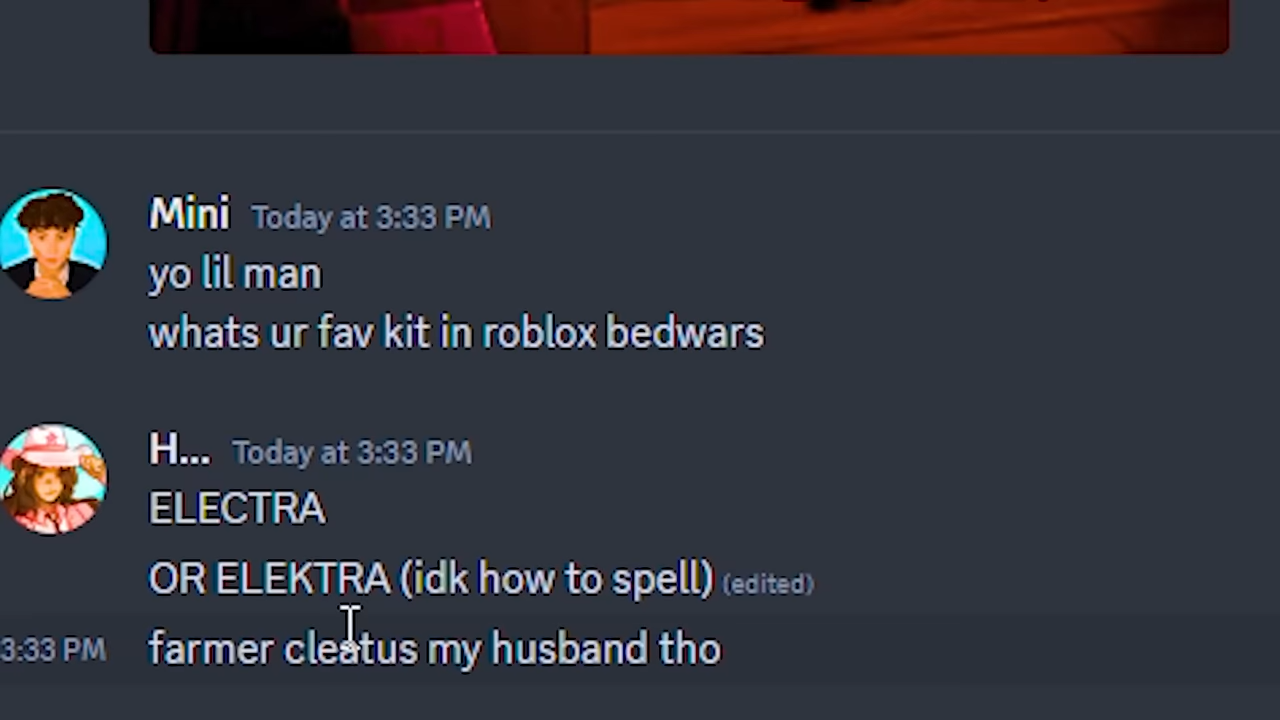 Mini Today at 3:33 PM
yo lil man
whats ur fav kit in roblox bedwars
H... Today at 3:33 PM
ELECTRA
OR ELEKTRA (idk how to spell) (edited)
3:33 PM farmer cleatus my husband tho